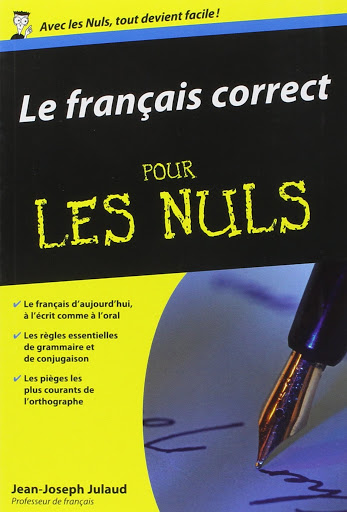 Avec les Nuls, tout devient facile !
Le français correct
POUR
LES NULS
✓ Le français d'aujourd'hui,
à l'écrit comme à l'oral
✓ Les règles essentielles
de grammaire et
de conjugaison
✓ Les pièges les
plus courants de
l'orthographe
Jean-Joseph Julaud
Professeur de français